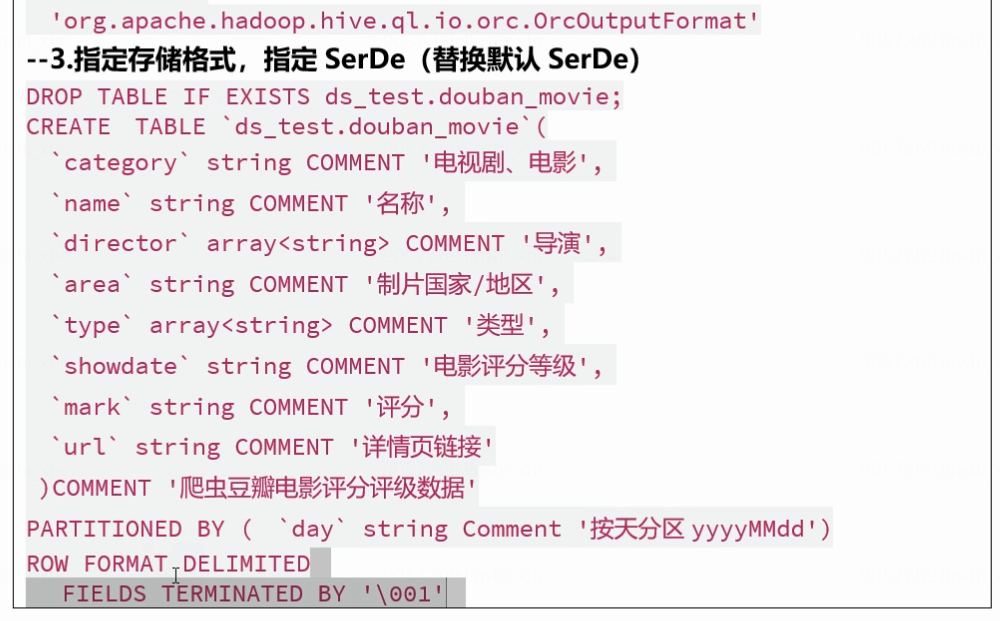 'org.apache.hadoop.hive.ql.io.orc.OrcOutputFormat'
--3.指定存储格式，指定 SerDe（替换默认 SerDe）
DROP TABLE IF EXISTS ds_test.douban_movie;
CREATE TABLE `ds_test.douban_movie`(
`category` string COMMENT '电视剧、电影',
`name` string COMMENT '名称',
`director` array<string> COMMENT '导演',
`area` string COMMENT '制片国家/地区',
`type` array<string> COMMENT '类型',
`showdate` string COMMENT '电影评分等级',
`mark` string COMMENT '评分',
`url` string COMMENT '详情页链接'
)COMMENT '爬虫豆瓣电影评分评级数据'
PARTITIONED BY ( `day` string Comment '按天分区 yyyyMMdd')
ROW FORMAT DELIMITED
FIELDS TERMINATED BY '\001'